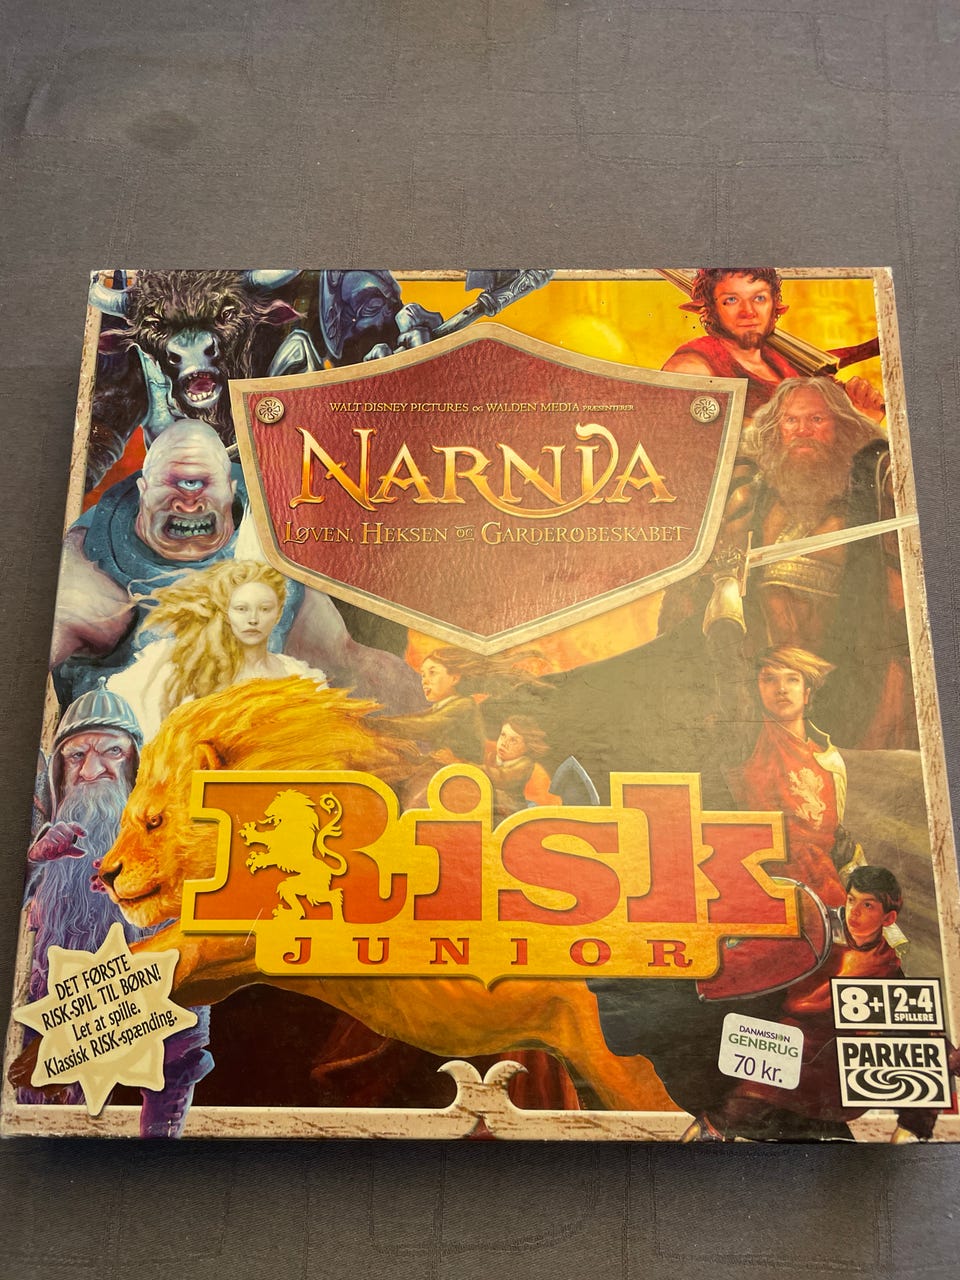 WALT DISNEY PICTURES OG WALDEN MEDIA PRÆSENTERER
NARNIA
LØVEN, HEKSEN OG GARDEROBESKABET
Risk
JUNIOR
DET FØRSTE
RISK-SPIL TIL BØRN!
Let at spille.
Klassisk RISK-spænding.
DANMISSION
GENBRUG
70 kr.
8+
2-4
SPILLERE
PARKER